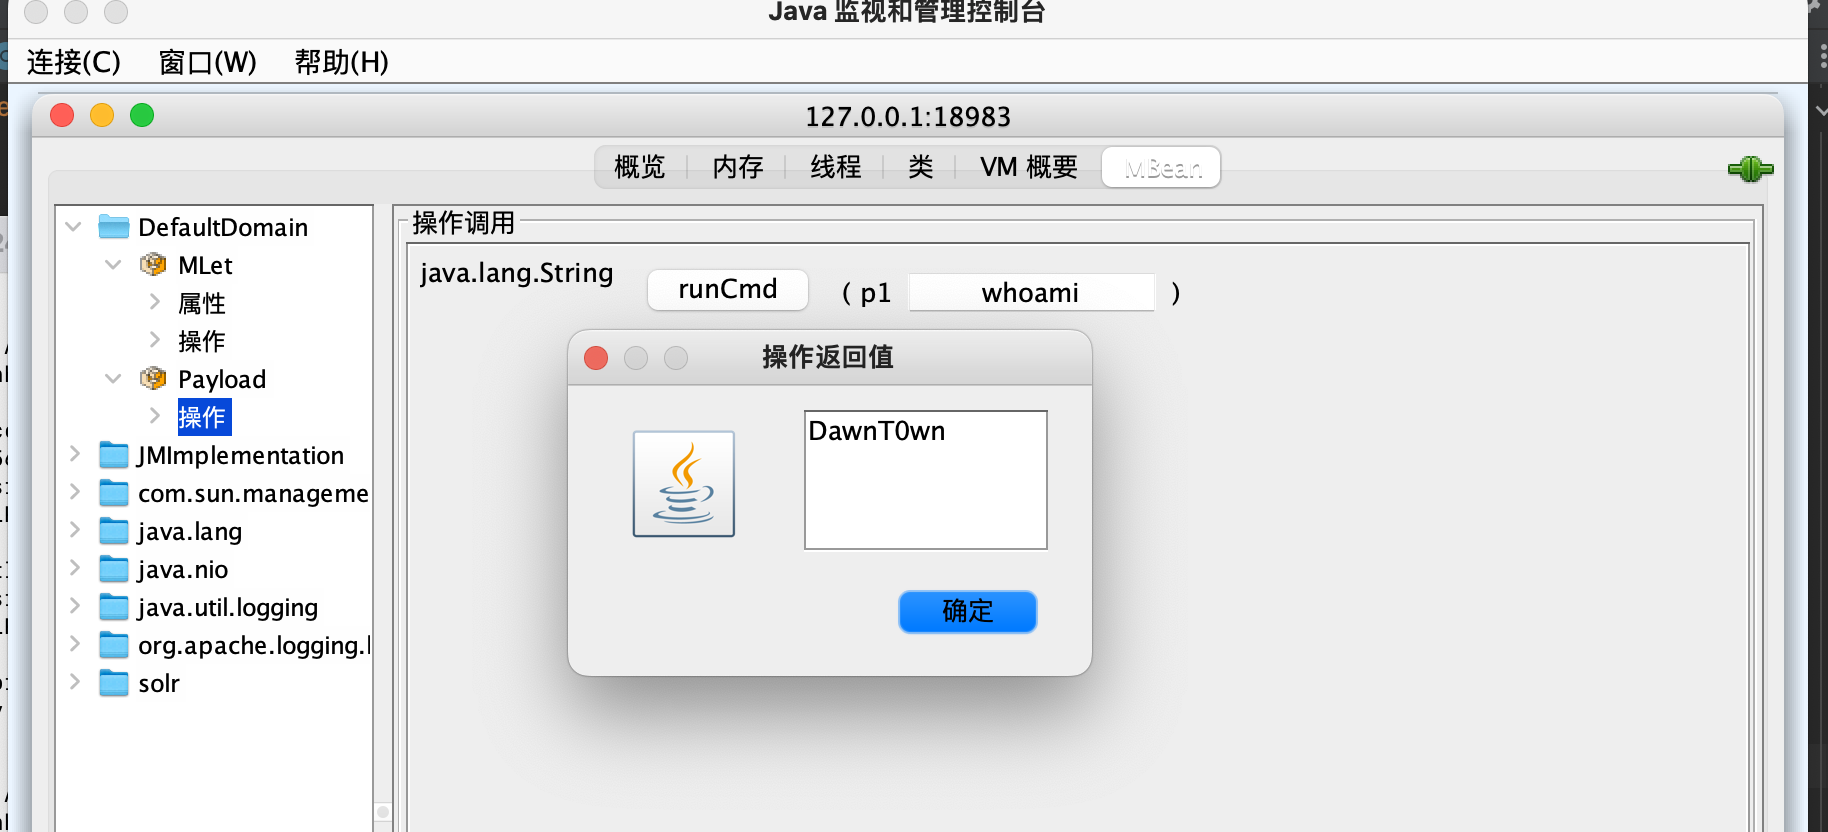 Java 监视和管理控制台
连接(C) 窗口(W) 帮助(H)
127.0.0.1:18983
概览 内存 线程 类 VM 概要 MBean
DefaultDomain
MLet
属性
操作
Payload
操作
JMImplementation
com.sun.manageme
java.lang
java.nio
java.util.logging
org.apache.logging.l
solr
操作调用
java.lang.String runCmd ( p1 whoami )
操作返回值
DawnT0wn
确定